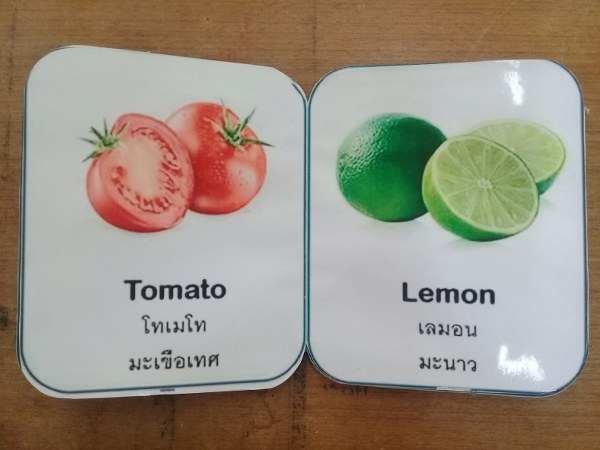 Tomato
โทเมโท
มะเขือเทศ
Lemon
เลมอน
มะนาว